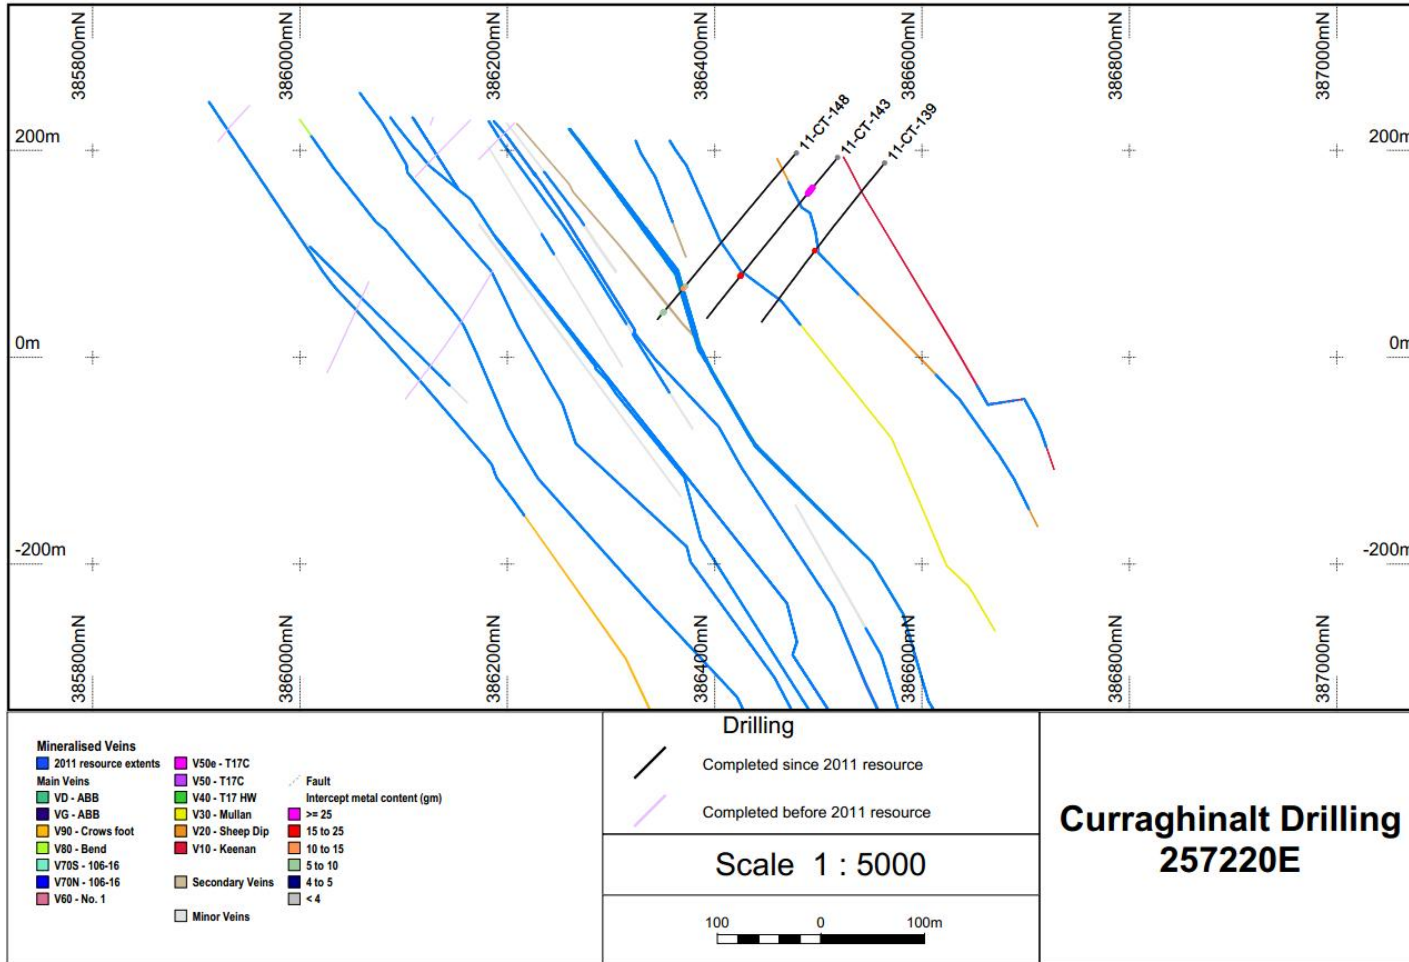 385800mN
386000mN
386200mN
386400mN
386600mN
386800mN
387000mN
11-CT-148
11-CT-143
11-CT-139
200m
200m
0m
0m
-200m
-200m
385800mN
386000mN
386200mN
386400mN
386600mN
386800mN
387000mN
Mineralised Veins
2011 resource extents
Main Veins
VD - ABB
VG - ABB
V90 - Crows foot
V80 - Bend
V70S - 106-16
V70N - 106-16
V60 - No. 1
V50e - T17C
V50 - T17C
V40 - T17 HW
V30 - Mullan
V20 - Sheep Dip
V10 - Keenan
Secondary Veins
Minor Veins
Fault
Intercept metal content (gm)
>= 25
15 to 25
10 to 15
5 to 10
4 to 5
< 4
Drilling
Completed since 2011 resource
Completed before 2011 resource
Scale 1 : 5000
100 0 100m
Curraghinalt Drilling
257220E